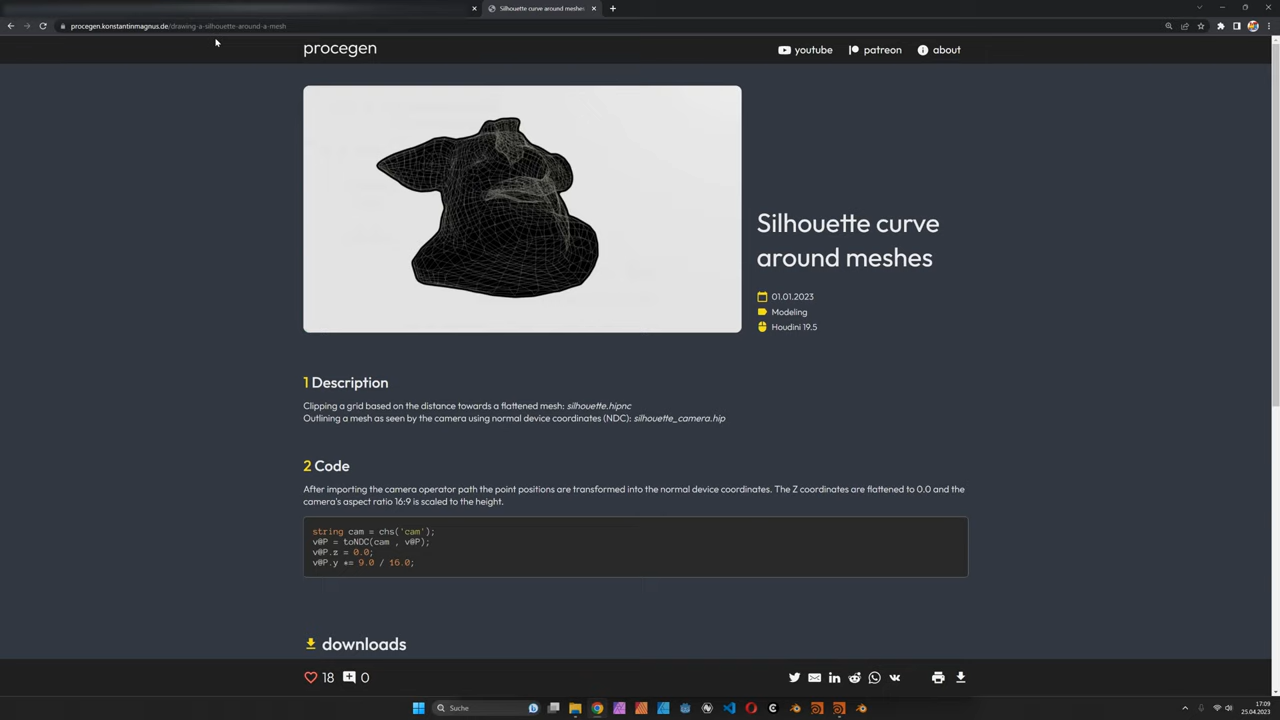 Silhouette curve around meshes
procegen.konstantinmagnus.de/drawing-a-silhouette-around-a-mesh
procegen
youtube
patreon
about
Silhouette curve
around meshes
01.01.2023
Modeling
Houdini 19.5
1 Description
Clipping a grid based on the distance towards a flattened mesh: silhouette.hipnc
Outlining a mesh as seen by the camera using normal device coordinates (NDC): silhouette_camera.hip
2 Code
After importing the camera operator path the point positions are transformed into the normal device coordinates. The Z coordinates are flattened to 0.0 and the
camera's aspect ratio 16:9 is scaled to the height.
string cam = chs('cam');
v@P = toNDC(cam , v@P);
v@P.z = 0.0;
v@P.y *= 9.0 / 16.0;
downloads
18
0
Suche
17:09
25.04.2023